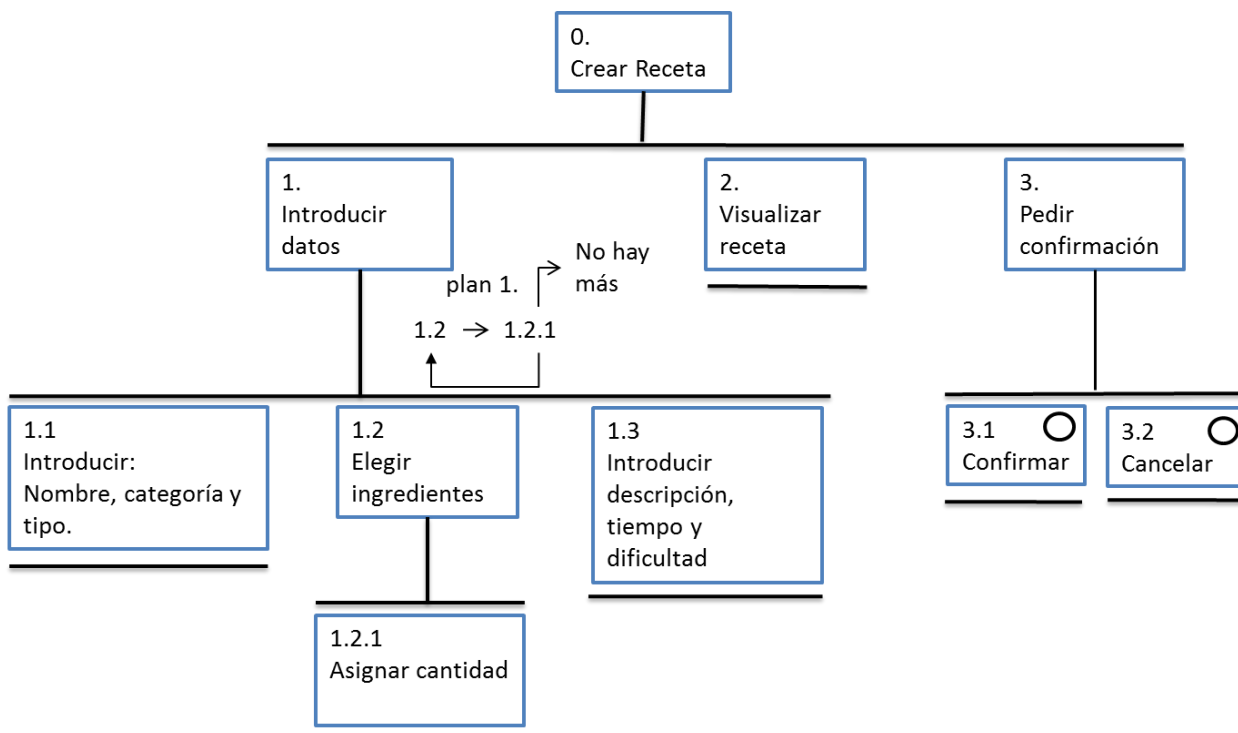 0.
Crear Receta
1.
Introducir
datos
2.
Visualizar
receta
3.
Pedir
confirmación
plan 1.
No hay
más
1.2
1.2.1
1.1
Introducir:
Nombre, categoría y
tipo.
1.2
Elegir
ingredientes
1.3
Introducir
descripción,
tiempo y
dificultad
3.1
Confirmar
3.2
Cancelar
1.2.1
Asignar cantidad